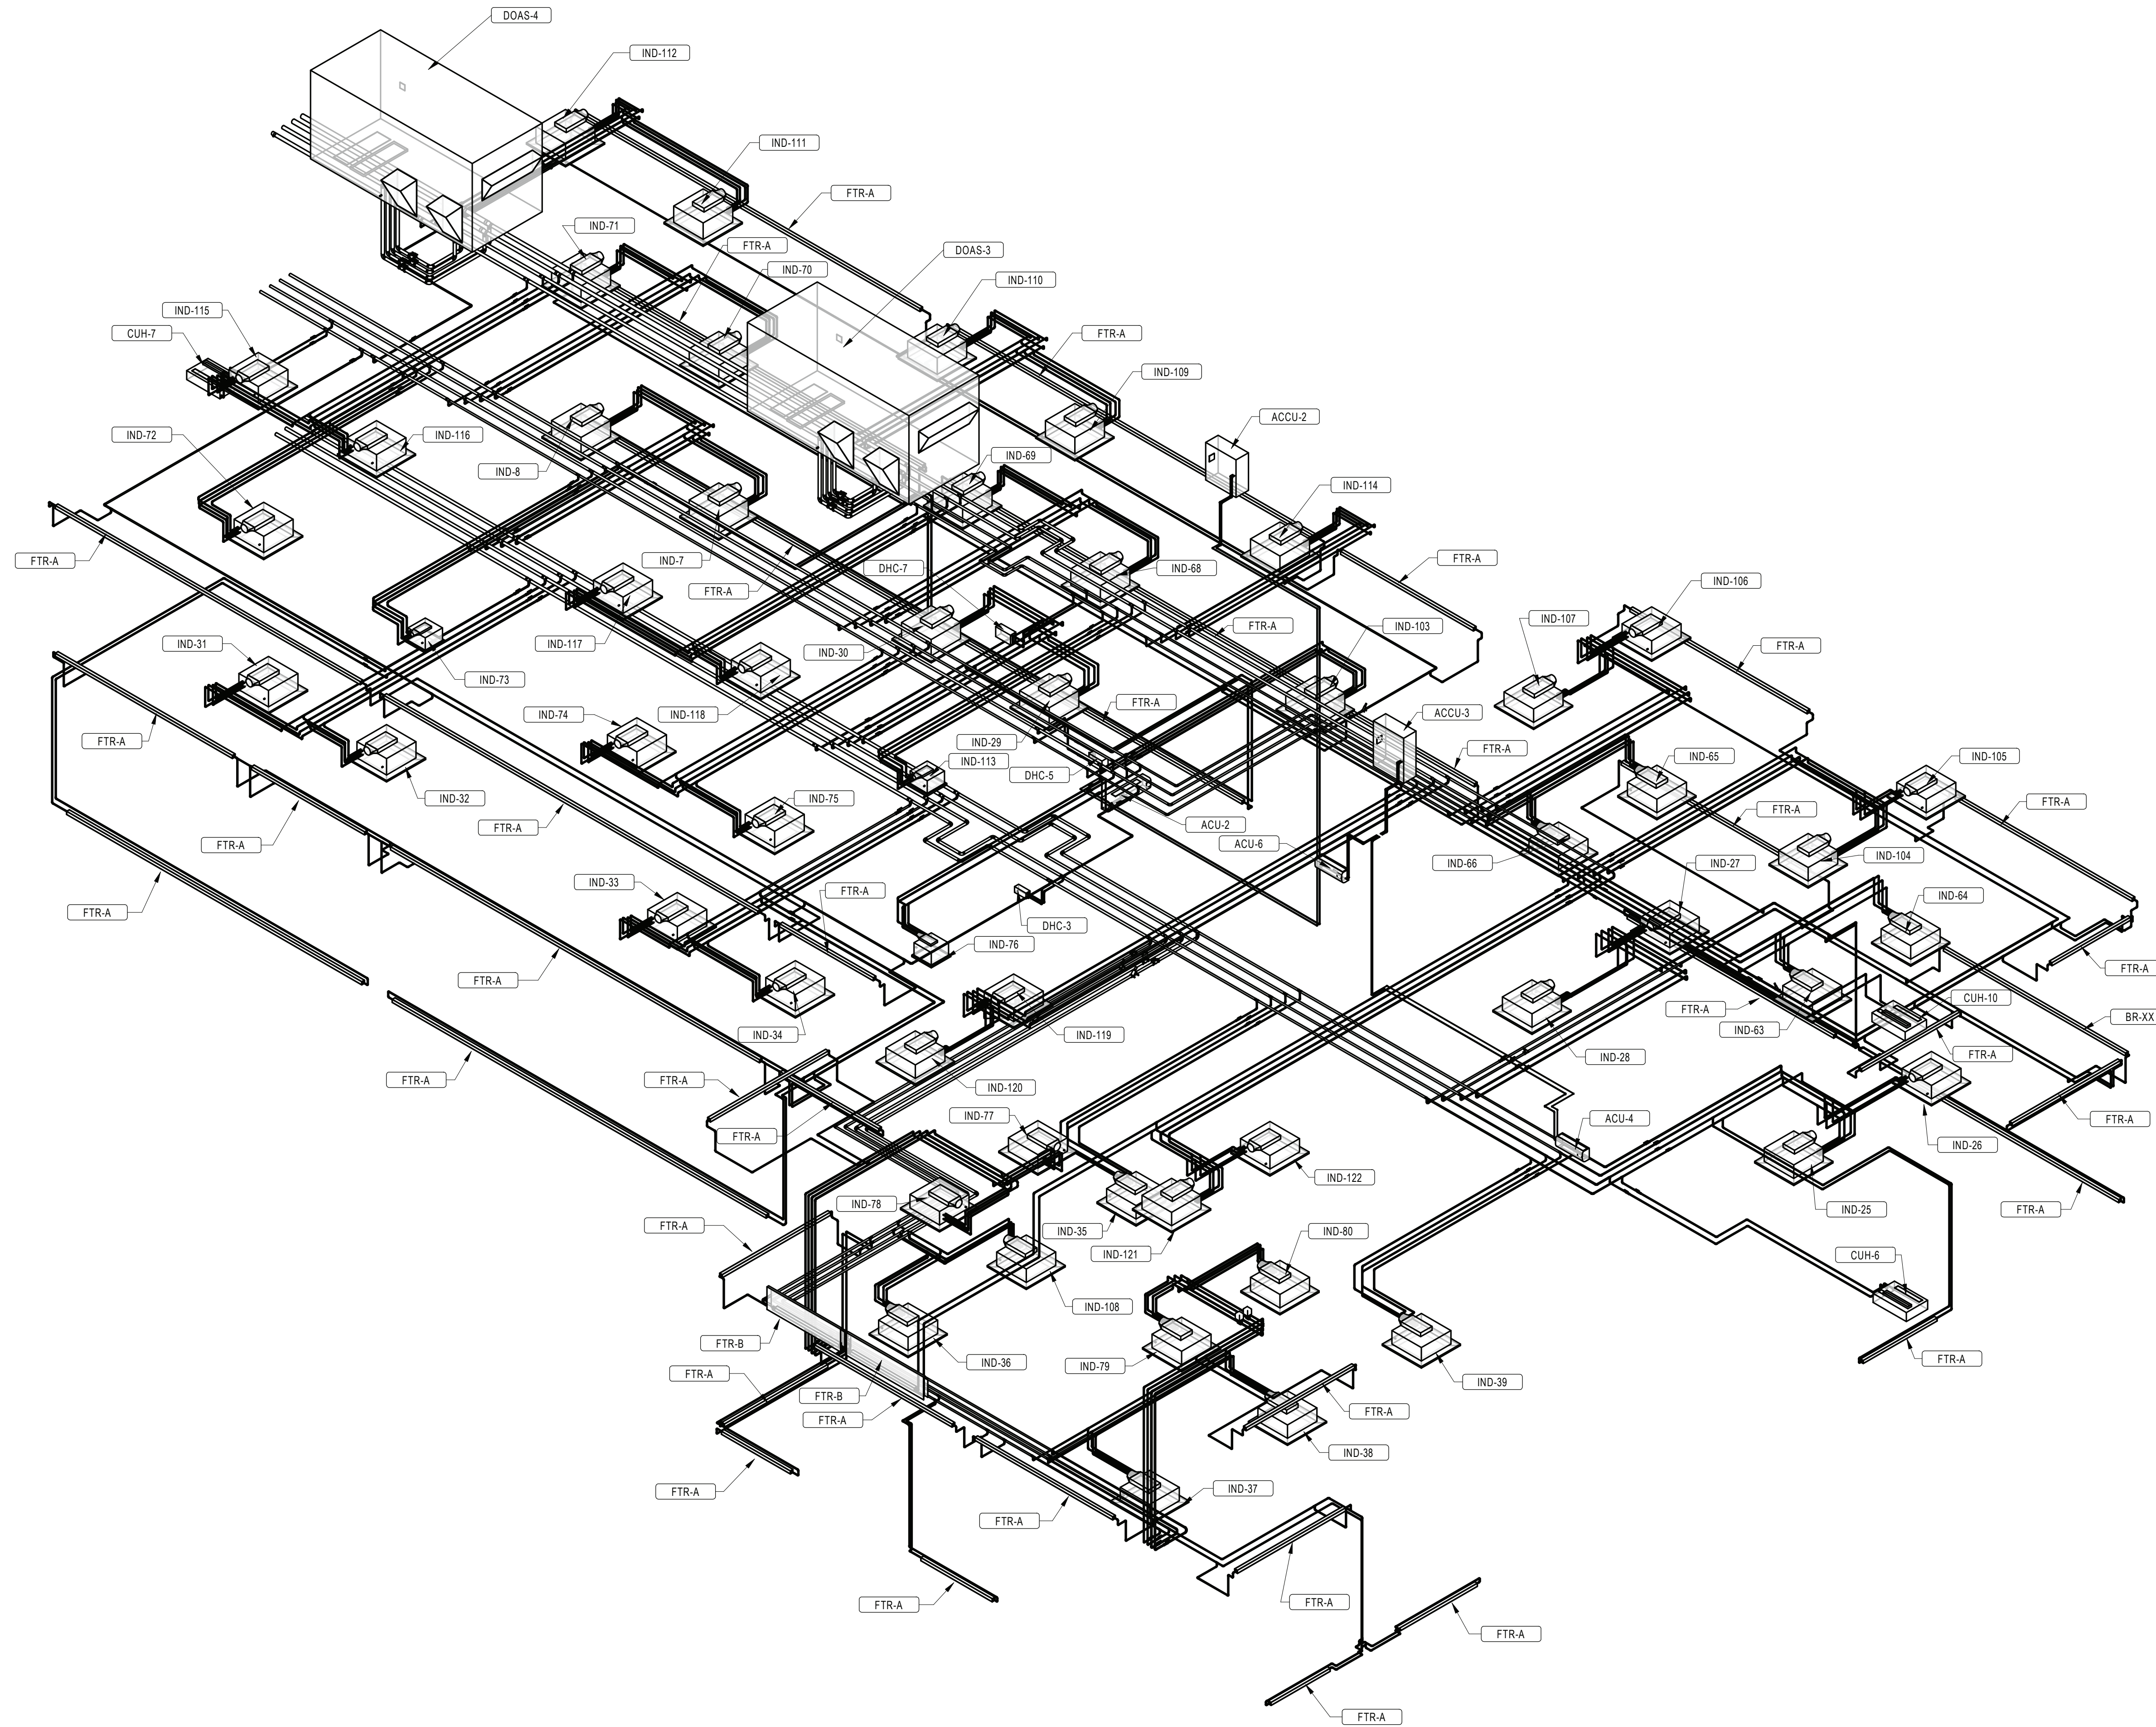 DOAS-4
IND-112
IND-111
FTR-A
IND-71
FTR-A
DOAS-3
IND-70
IND-110
IND-115
CUH-7
FTR-A
IND-109
ACCU-2
IND-72
IND-116
IND-8
IND-69
IND-114
FTR-A
IND-7
DHC-7
IND-68
FTR-A
FTR-A
IND-106
IND-107
FTR-A
IND-103
IND-31
IND-117
IND-30
FTR-A
IND-73
FTR-A
IND-74
IND-118
FTR-A
ACCU-3
IND-29
FTR-A
IND-65
IND-105
IND-113
DHC-5
IND-32
IND-75
FTR-A
FTR-A
FTR-A
ACU-2
FTR-A
ACU-6
IND-66
IND-104
IND-27
IND-33
FTR-A
IND-64
FTR-A
DHC-3
IND-76
FTR-A
FTR-A
CUH-10
FTR-A
IND-34
IND-119
IND-63
BR-XX
IND-28
FTR-A
FTR-A
FTR-A
IND-120
IND-77
ACU-4
FTR-A
FTR-A
IND-26
IND-122
IND-78
FTR-A
IND-35
IND-80
IND-25
FTR-A
IND-121
CUH-6
IND-108
FTR-B
IND-36
IND-79
FTR-A
FTR-A
IND-39
FTR-B
FTR-A
FTR-A
IND-38
FTR-A
IND-37
FTR-A
FTR-A
FTR-A
FTR-A
FTR-A